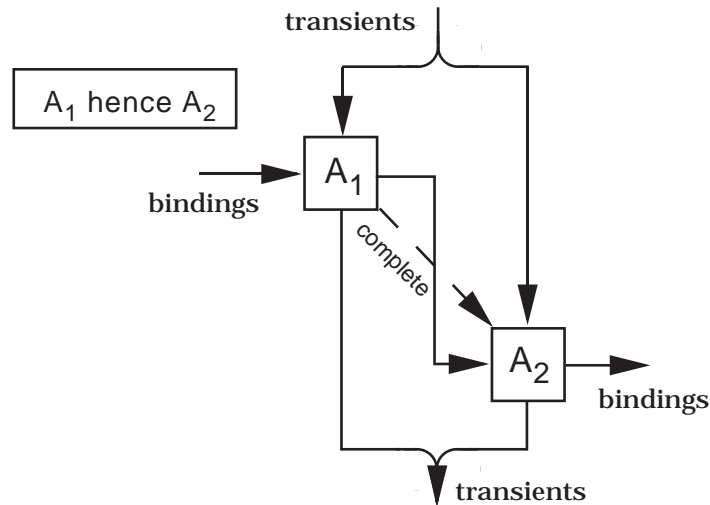 transients
A₁ hence A₂
A₁
bindings
complete
A₂
bindings
transients